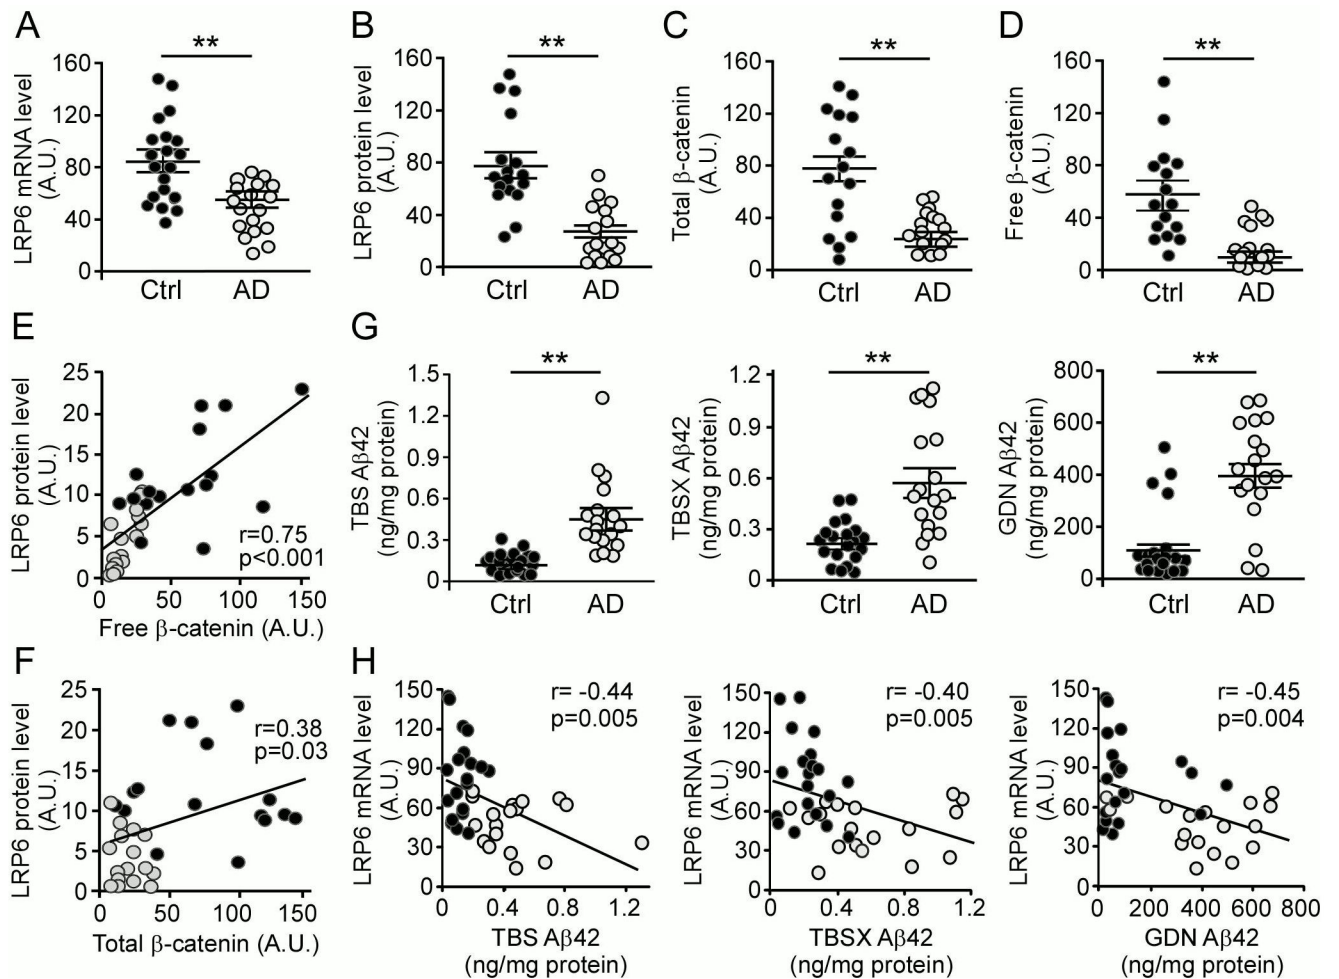 A
**
LRP6 mRNA level
(A.U.)
160
120
80
40
0
Ctrl AD
B
**
LRP6 protein level
(A.U.)
160
120
80
40
0
Ctrl AD
C
**
Total β-catenin
(A.U.)
160
120
80
40
0
Ctrl AD
D
**
Free β-catenin
(A.U.)
160
120
80
40
0
Ctrl AD
E
LRP6 protein level
(A.U.)
25
20
15
10
5
0
r=0.75
p<0.001
0 50 100 150
Free β-catenin (A.U.)
G
**
TBS Aβ42
(ng/mg protein)
1.5
1.2
0.9
0.6
0.3
0
Ctrl AD
**
TBSX Aβ42
(ng/mg protein)
1.2
0.9
0.6
0.3
0
Ctrl AD
**
GDN Aβ42
(ng/mg protein)
800
600
400
200
0
Ctrl AD
F
LRP6 protein level
(A.U.)
25
20
15
10
5
0
r=0.38
p=0.03
0 50 100 150
Total β-catenin (A.U.)
H
LRP6 mRNA level
(A.U.)
150
120
90
60
30
0
r= -0.44
p=0.005
0 0.4 0.8 1.2
TBS Aβ42
(ng/mg protein)
LRP6 mRNA level
(A.U.)
150
120
90
60
30
0
r= -0.40
p=0.005
0 0.4 0.8 1.2
TBSX Aβ42
(ng/mg protein)
LRP6 mRNA level
(A.U.)
150
120
90
60
30
0
r= -0.45
p=0.004
0 200 400 600 800
GDN Aβ42
(ng/mg protein)